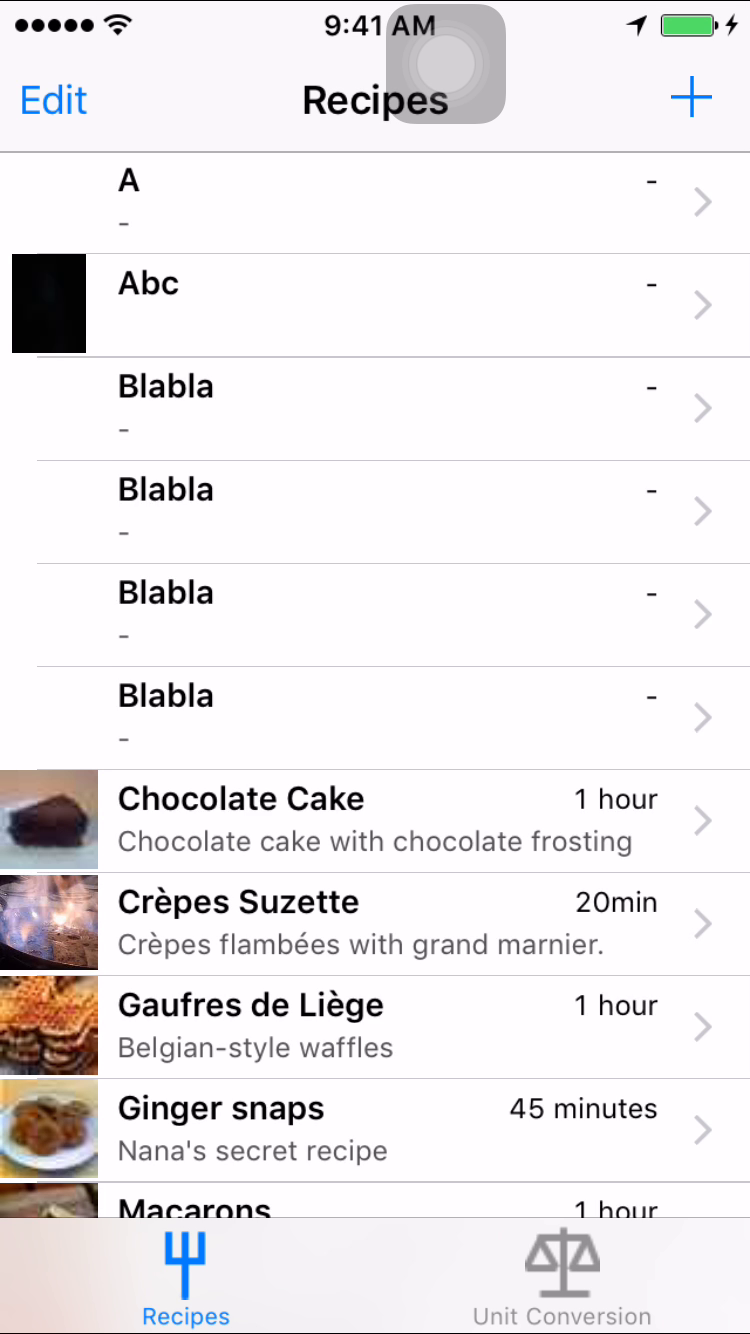 9:41 AM
Edit Recipes
A -
-
Abc -
Blabla -
-
Blabla -
-
Blabla -
-
Blabla -
-
Chocolate Cake 1 hour
Chocolate cake with chocolate frosting
Crèpes Suzette 20min
Crèpes flambées with grand marnier.
Gaufres de Liège 1 hour
Belgian-style waffles
Ginger snaps 45 minutes
Nana's secret recipe
Macarons 1 hour
Recipes Unit Conversion